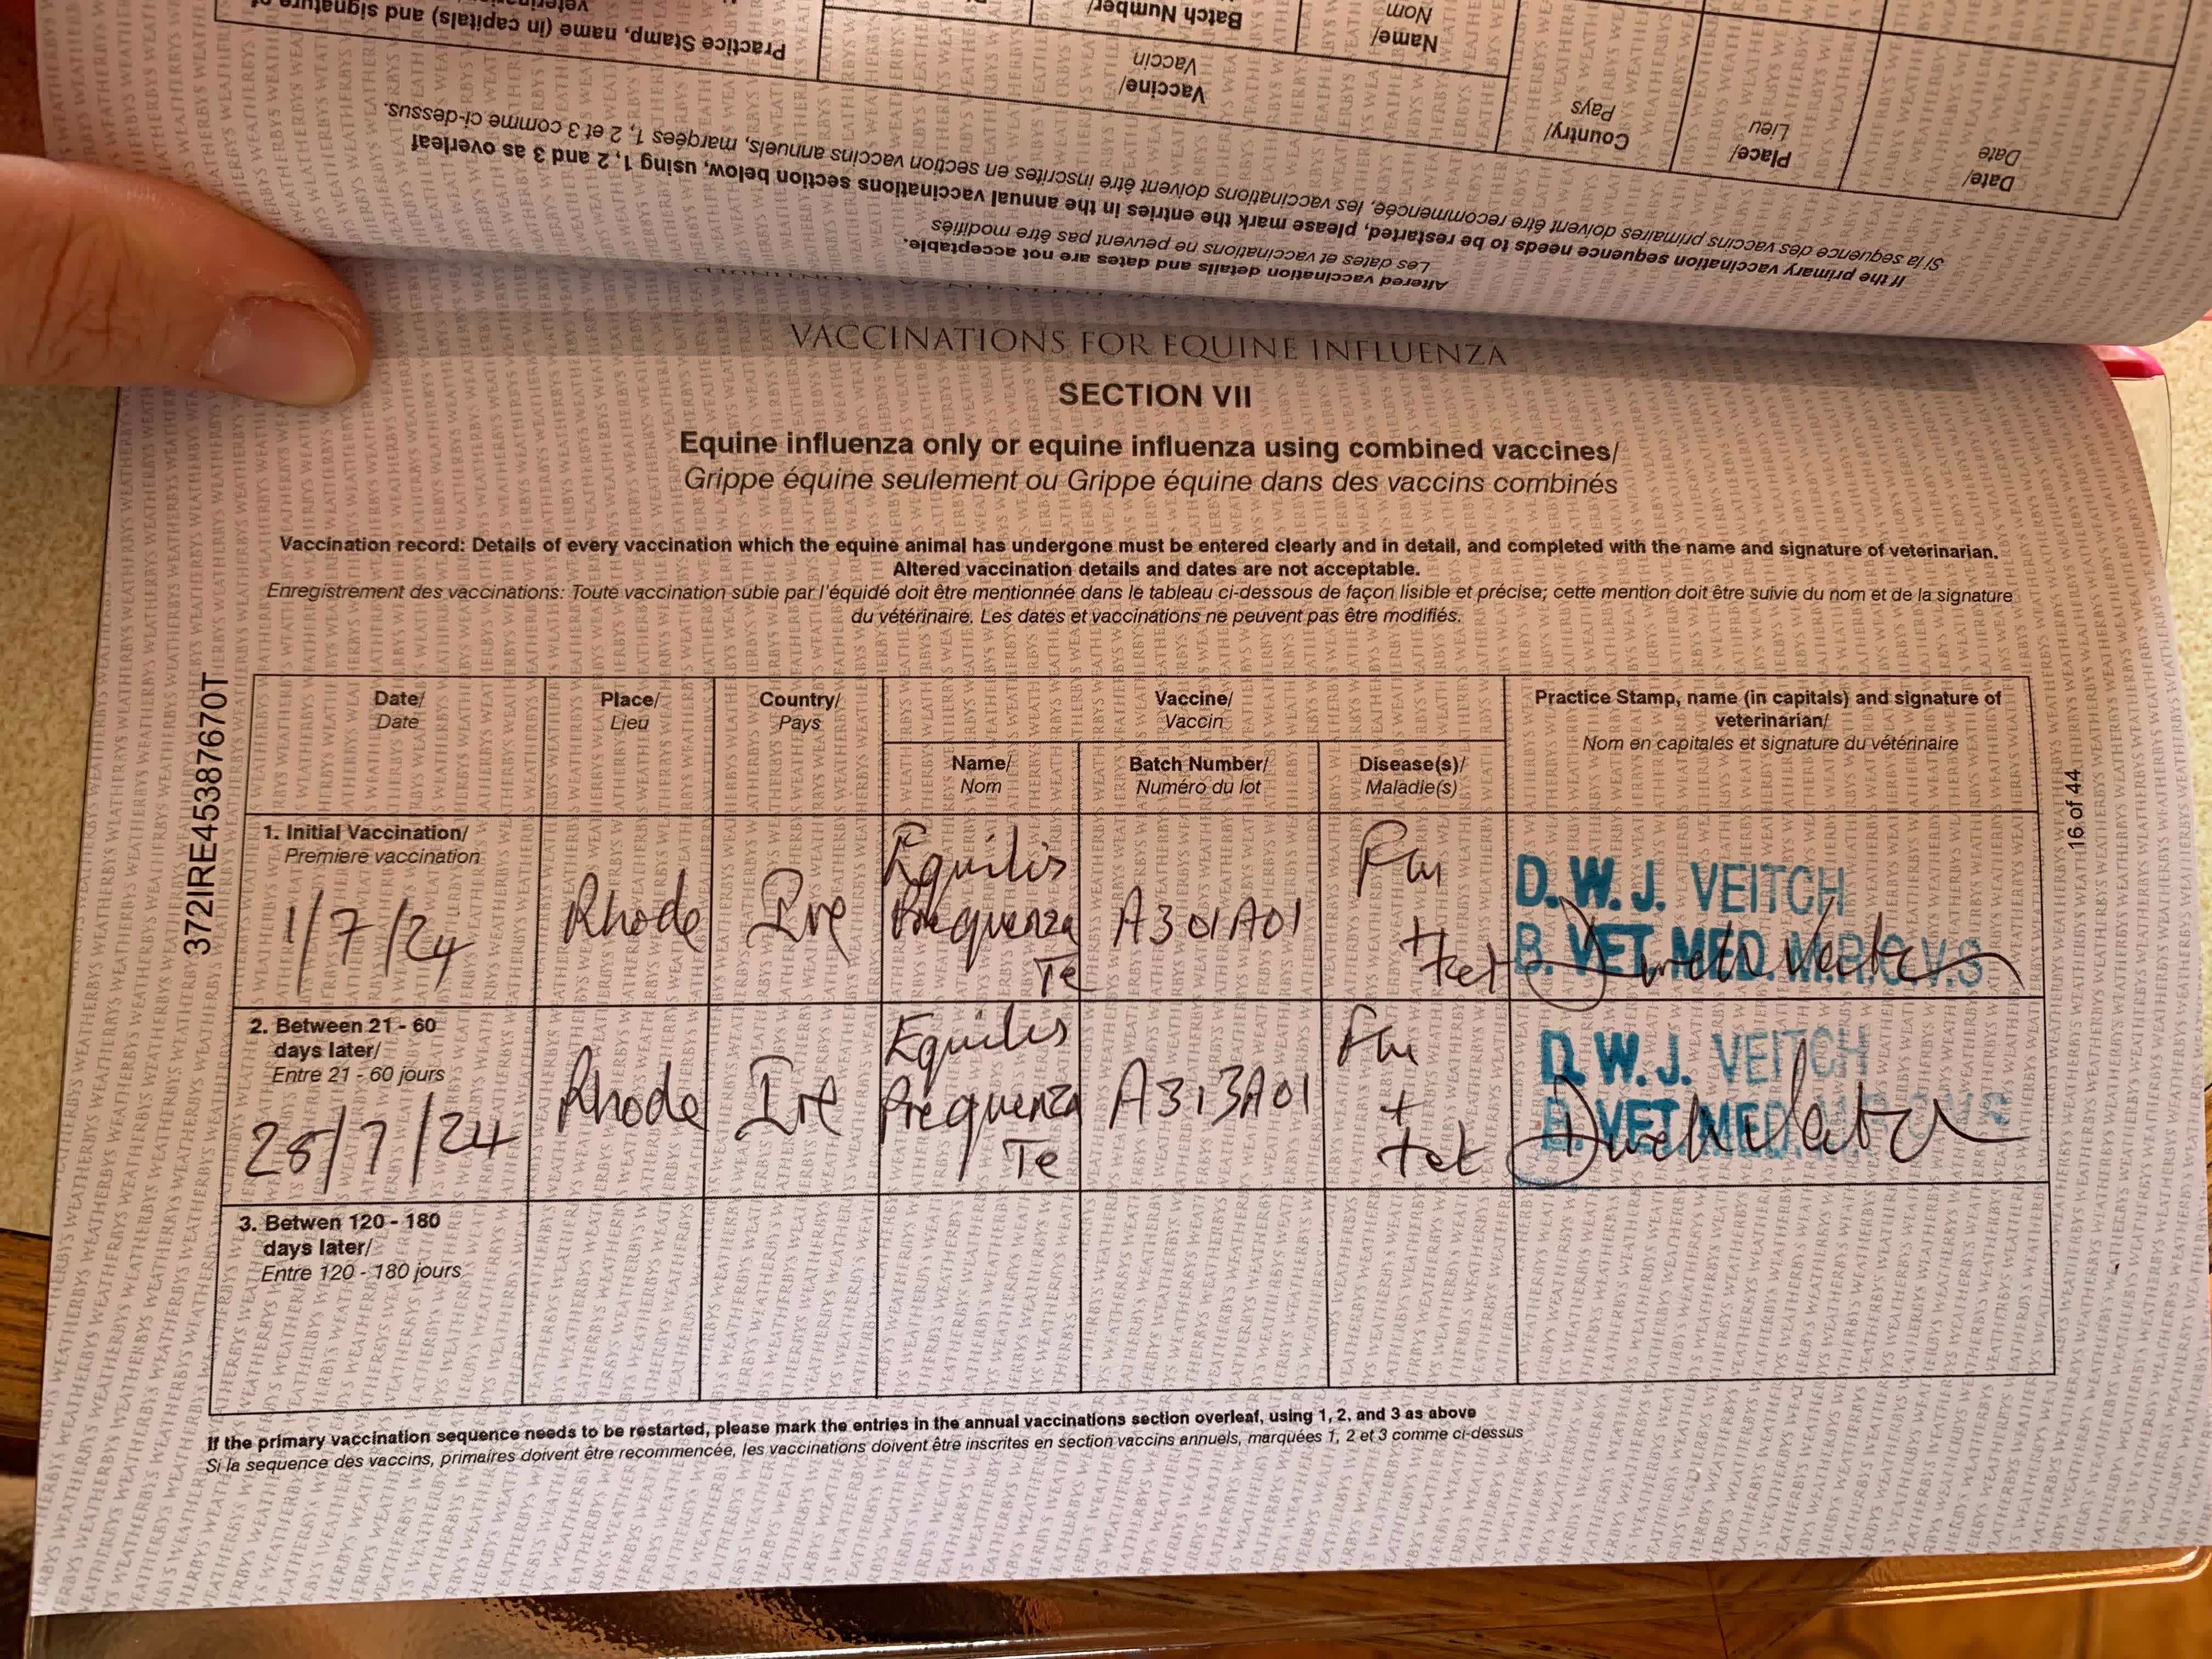 Practice Stamp, name (in capitals) and signature of
Vaccine/
Vaccin
Name/
Nom
Batch Number/
Country/
Pays
Place/
Lieu
Date/
Date
Si la sequence des vaccins primaires doivent être recommencée, les vaccinations doivent être inscrites en section vaccins annuels, marqées 1, 2 et 3 comme ci-dessus.
If the primary vaccination sequence needs to be restarted, please mark the entries in the annual vaccinations section below, using 1, 2 and 3 as overleaf
Les dates et vaccinations ne peuvent pas être modifiés
Altered vaccination details and dates are not acceptable.
VACCINATIONS FOR EQUINE INFLUENZA
SECTION VII
Equine influenza only or equine influenza using combined vaccines/
Grippe équine seulement ou Grippe équine dans des vaccins combinés
Vaccination record: Details of every vaccination which the equine animal has undergone must be entered clearly and in detail, and completed with the name and signature of veterinarian.
Altered vaccination details and dates are not acceptable.
Enregistrement des vaccinations: Toute vaccination subie par l'équidé doit être mentionnée dans le tableau ci-dessous de façon lisible et précise; cette mention doit être suivie du nom et de la signature
du vétérinaire. Les dates et vaccinations ne peuvent pas être modifiés.
372IRE45387670T
16 of 44
Date/
Date
Place/
Lieu
Country/
Pays
Vaccine/
Vaccin
Name/
Nom
Batch Number/
Numéro du lot
Disease(s)/
Maladie(s)
Practice Stamp, name (in capitals) and signature of
veterinarian/
Nom en capitales et signature du vétérinaire
1. Initial Vaccination/
Premiere vaccination
1/7/24
Rhode
Ire
Equilis
Prequenza
Te
A301A01
Flu
+
tet
D.W.J. VEITCH
B. VET.MED.M.R.C.V.S
2. Between 21 - 60
days later/
Entre 21 - 60 jours
28/7/24
Rhode
Ire
Equilis
Prequenza
Te
A313A01
Flu
+
tet
D.W.J. VEITCH
B. VET.MED.
3. Betwen 120 - 180
days later/
Entre 120 - 180 jours
If the primary vaccination sequence needs to be restarted, please mark the entries in the annual vaccinations section overleaf, using 1, 2, and 3 as above
Si la sequence des vaccins, primaires doivent être recommencée, les vaccinations doivent être inscrites en section vaccins annuels, marquées 1, 2 et 3 comme ci-dessus